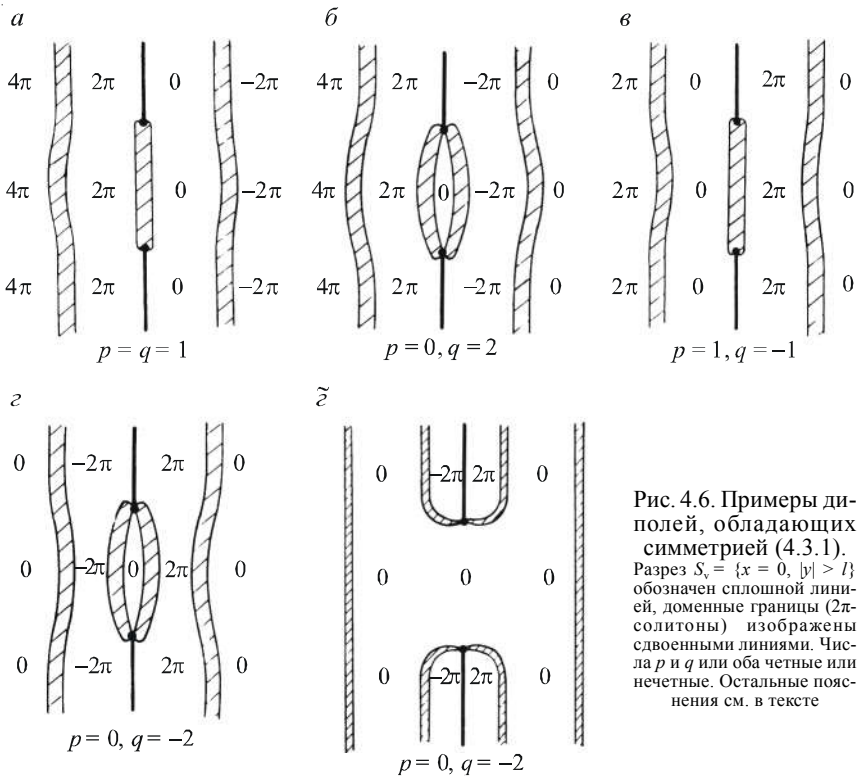 а
4π 2π 0 −2π
4π 2π 0 −2π
4π 2π 0 −2π
p = q = 1
б
4π 2π −2π 0
4π 2π 0 −2π 0
4π 2π −2π 0
p = 0, q = 2
в
2π 0 2π 0
2π 0 2π 0
2π 0 2π 0
p = 1, q = −1
г
0 −2π 2π 0
0 −2π 0 2π 0
0 −2π 2π 0
p = 0, q = −2
г̃
0 −2π 2π 0
0 0 0
0 −2π 2π 0
p = 0, q = −2
Рис. 4.6. Примеры ди-
полей, обладающих
симметрией (4.3.1).
Разрез Sᵥ = {x = 0, |y| > l}
обозначен сплошной лини-
ей, доменные границы (2π-
солитоны) изображены
сдвоенными линиями. Чис-
ла p и q или оба четные или
нечетные. Остальные пояс-
нения см. в тексте